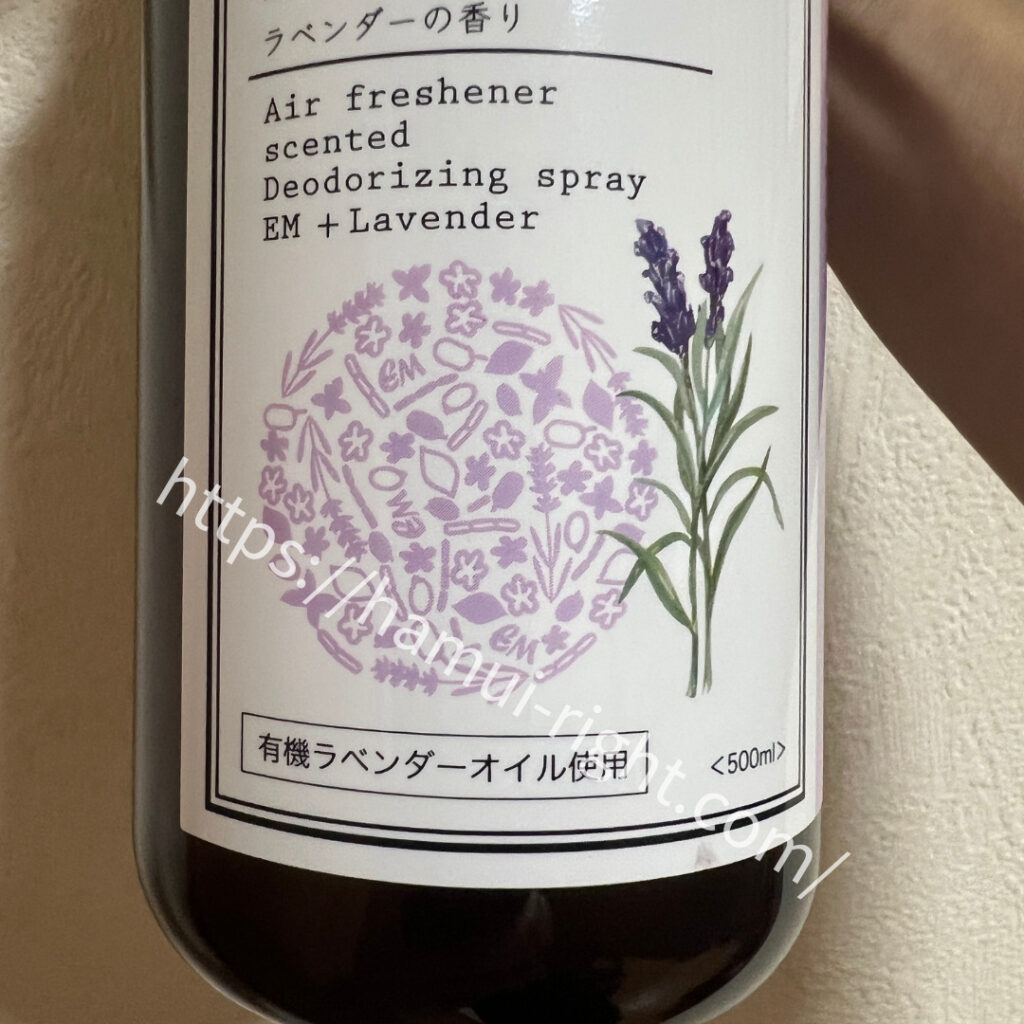 ラベンダーの香り
Air freshener
scented
Deodorizing spray
EM +Lavender
EM
EM
EM
有機ラベンダーオイル使用
<500ml>
https://hamui-right.com/